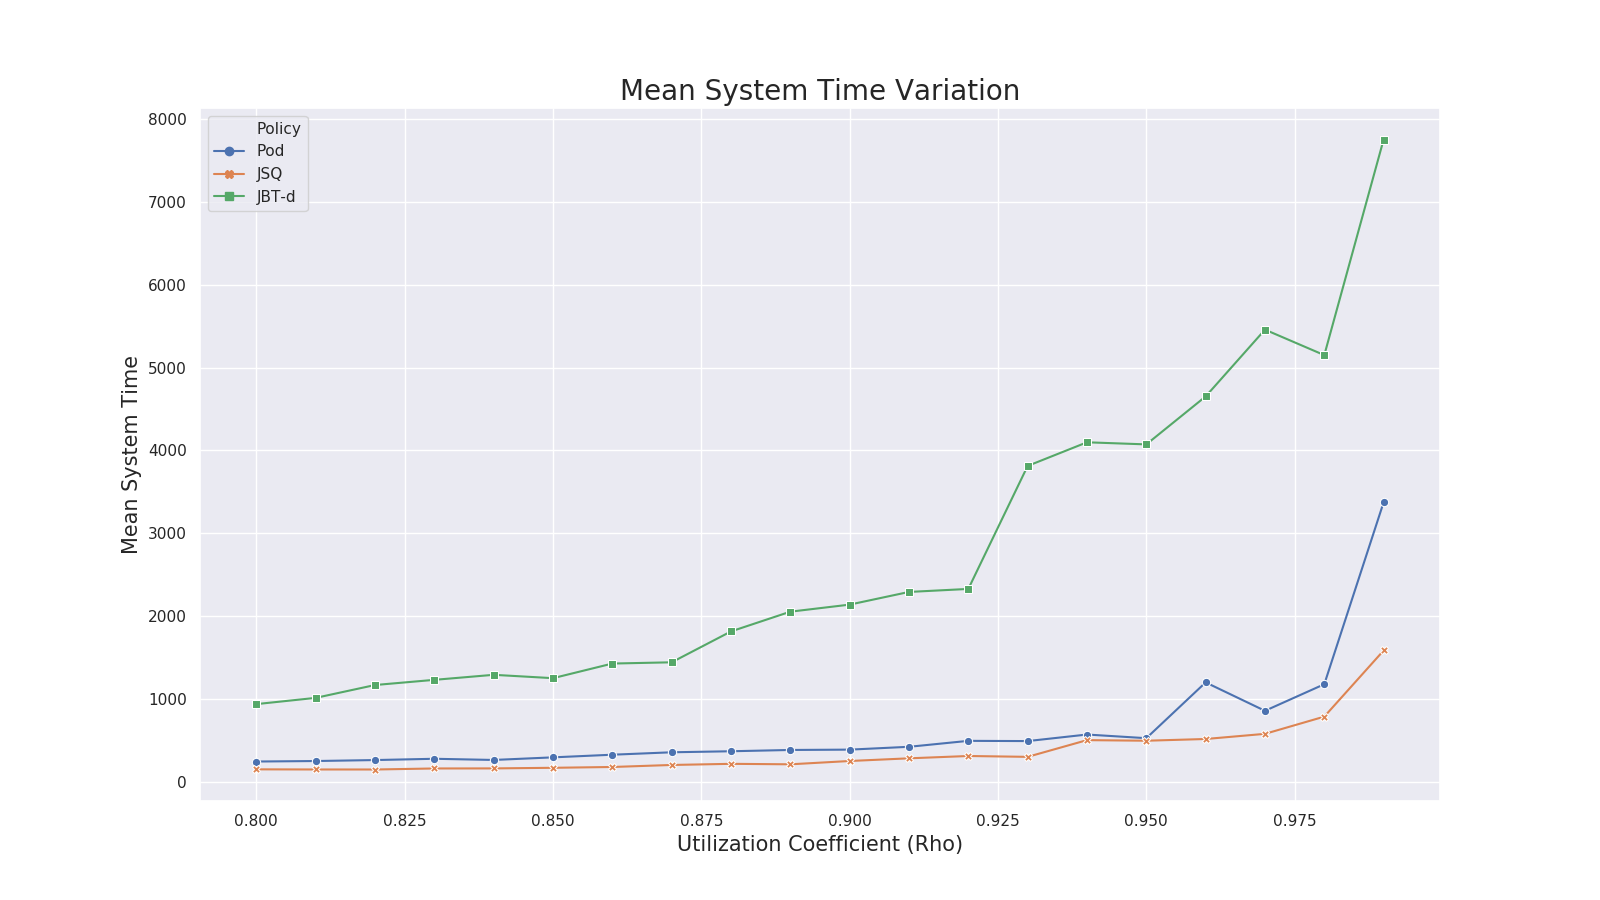 Mean System Time Variation
Policy
Pod
JSQ
JBT-d
8000
7000
6000
5000
4000
3000
2000
1000
0
Mean System Time
0.800 0.825 0.850 0.875 0.900 0.925 0.950 0.975
Utilization Coefficient (Rho)